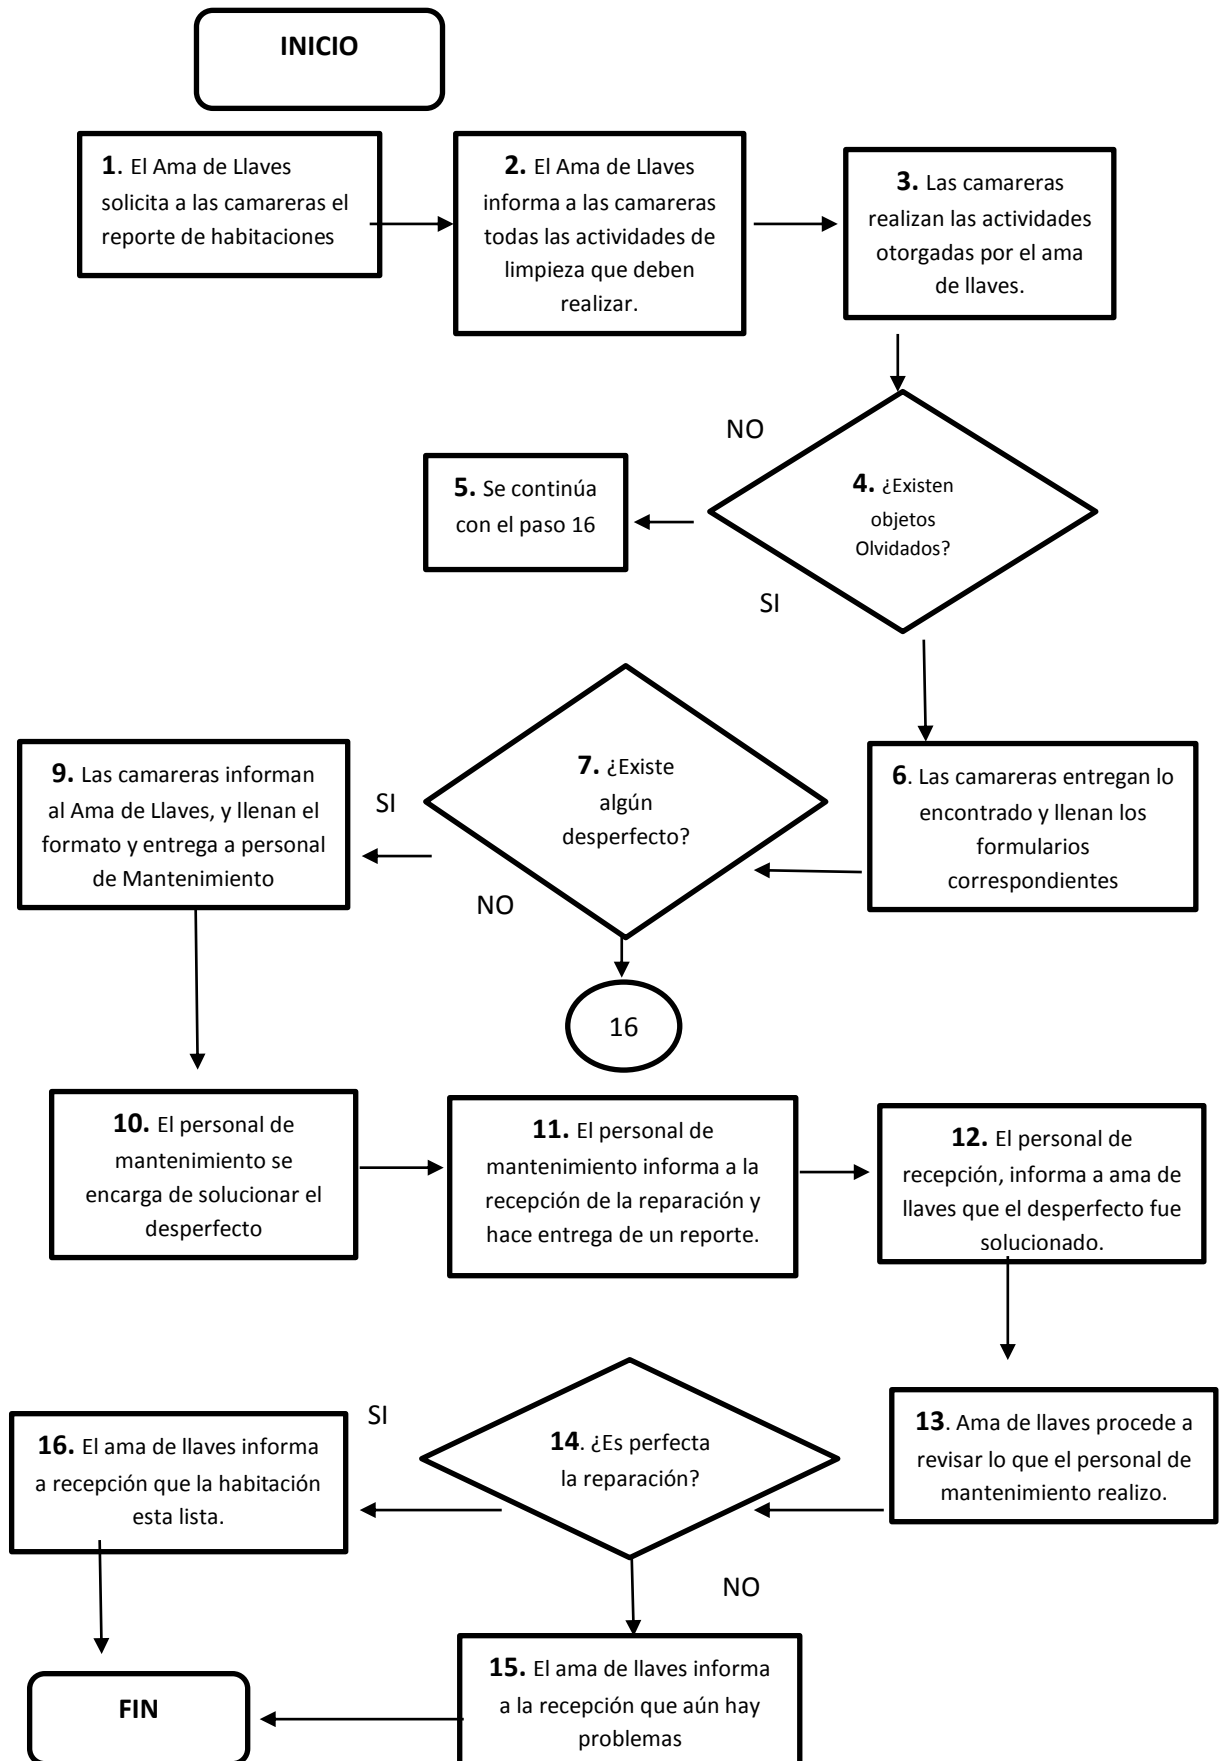 INICIO
1. El Ama de Llaves
solicita a las camareras el
reporte de habitaciones
2. El Ama de Llaves
informa a las camareras
todas las actividades de
limpieza que deben
realizar.
3. Las camareras
realizan las actividades
otorgadas por el ama
de llaves.
NO
4. ¿Existen
objetos
Olvidados?
5. Se continúa
con el paso 16
SI
6. Las camareras entregan lo
encontrado y llenan los
formularios
correspondientes
7. ¿Existe
algún
desperfecto?
SI
9. Las camareras informan
al Ama de Llaves, y llenan el
formato y entrega a personal
de Mantenimiento
NO
16
10. El personal de
mantenimiento se
encarga de solucionar el
desperfecto
11. El personal de
mantenimiento informa a la
recepción de la reparación y
hace entrega de un reporte.
12. El personal de
recepción, informa a ama de
llaves que el desperfecto fue
solucionado.
13. Ama de llaves procede a
revisar lo que el personal de
mantenimiento realizo.
14. ¿Es perfecta
la reparación?
SI
16. El ama de llaves informa
a recepción que la habitación
esta lista.
NO
15. El ama de llaves informa
a la recepción que aún hay
problemas
FIN